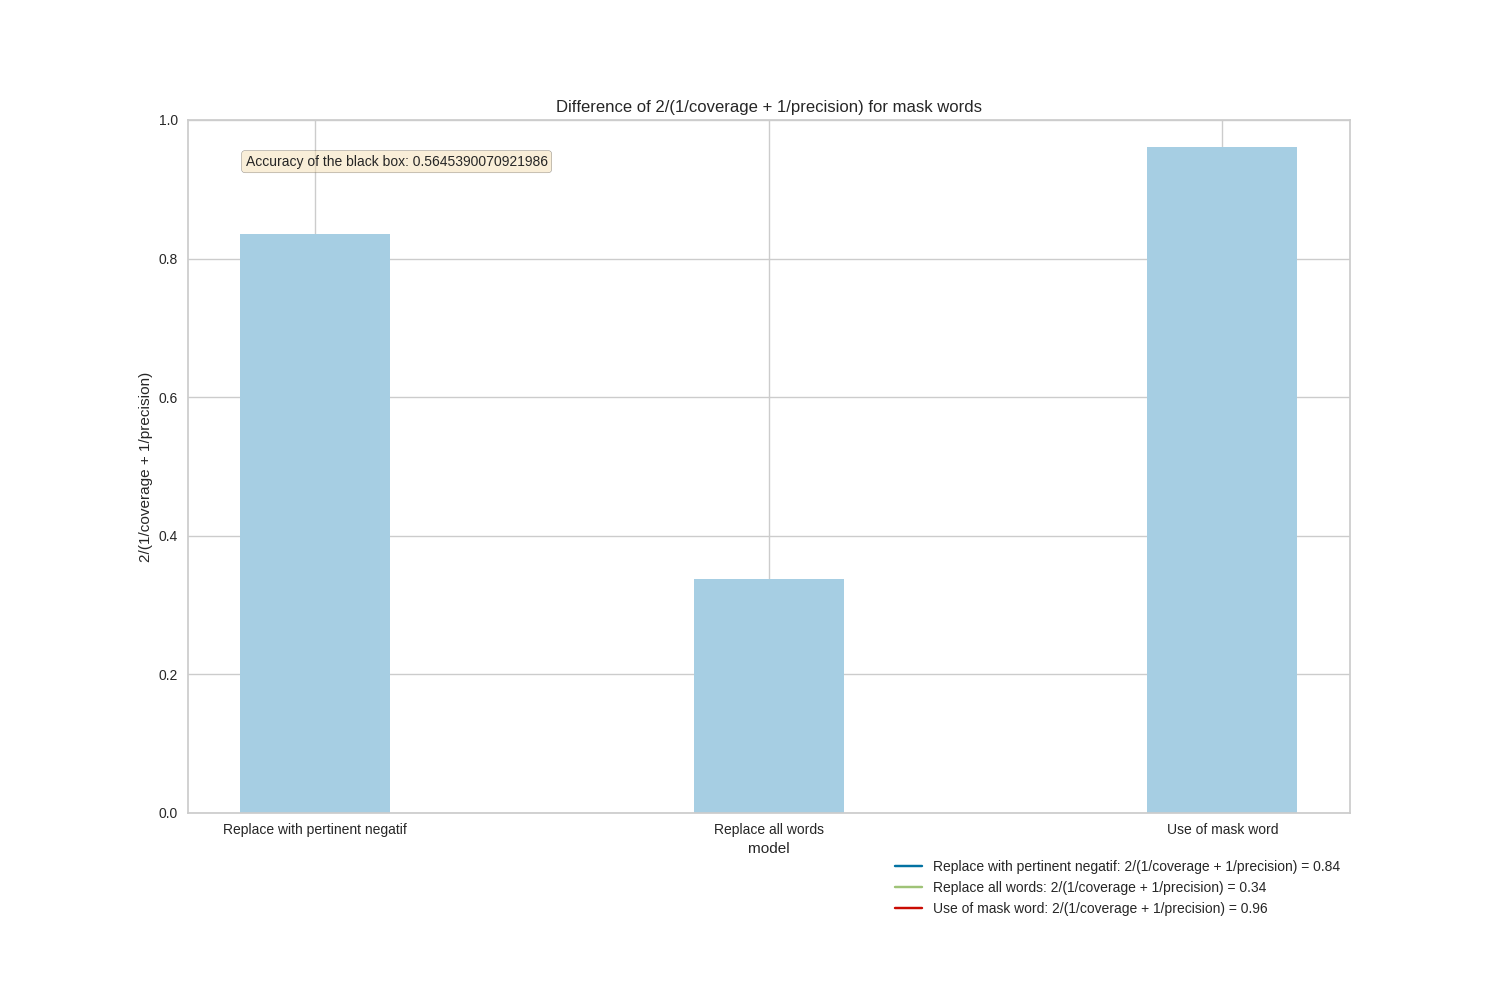 Difference of 2/(1/coverage + 1/precision) for mask words
1.0
Accuracy of the black box: 0.5645390070921986
0.8
0.6
2/(1/coverage + 1/precision)
0.4
0.2
0.0
Replace with pertinent negatif
Replace all words
Use of mask word
model
Replace with pertinent negatif: 2/(1/coverage + 1/precision) = 0.84
Replace all words: 2/(1/coverage + 1/precision) = 0.34
Use of mask word: 2/(1/coverage + 1/precision) = 0.96